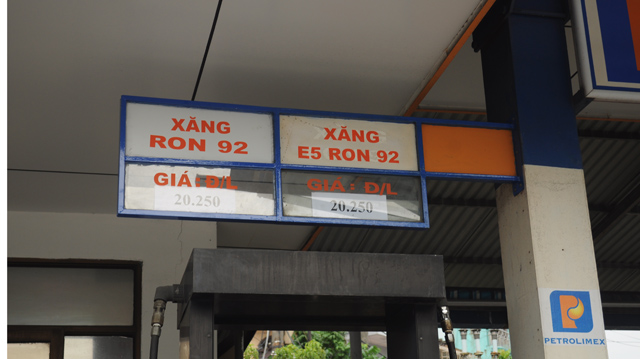 XĂNG
RON 92
GIÁ: Đ/L
20.250
XĂNG
E5 RON 92
GIÁ: Đ/L
20.250
PETROLIMEX